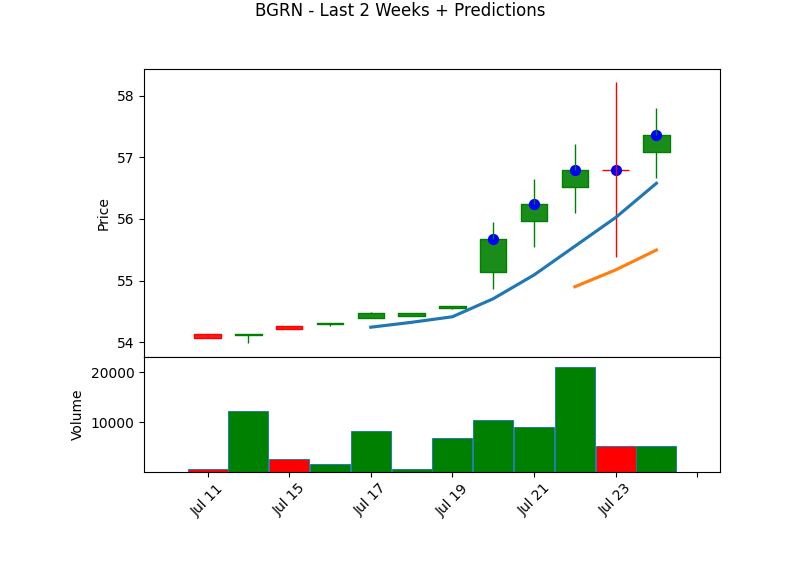 BGRN - Last 2 Weeks + Predictions
58
57
56
55
54
Price
20000
10000
Volume
Jul 11
Jul 15
Jul 17
Jul 19
Jul 21
Jul 23